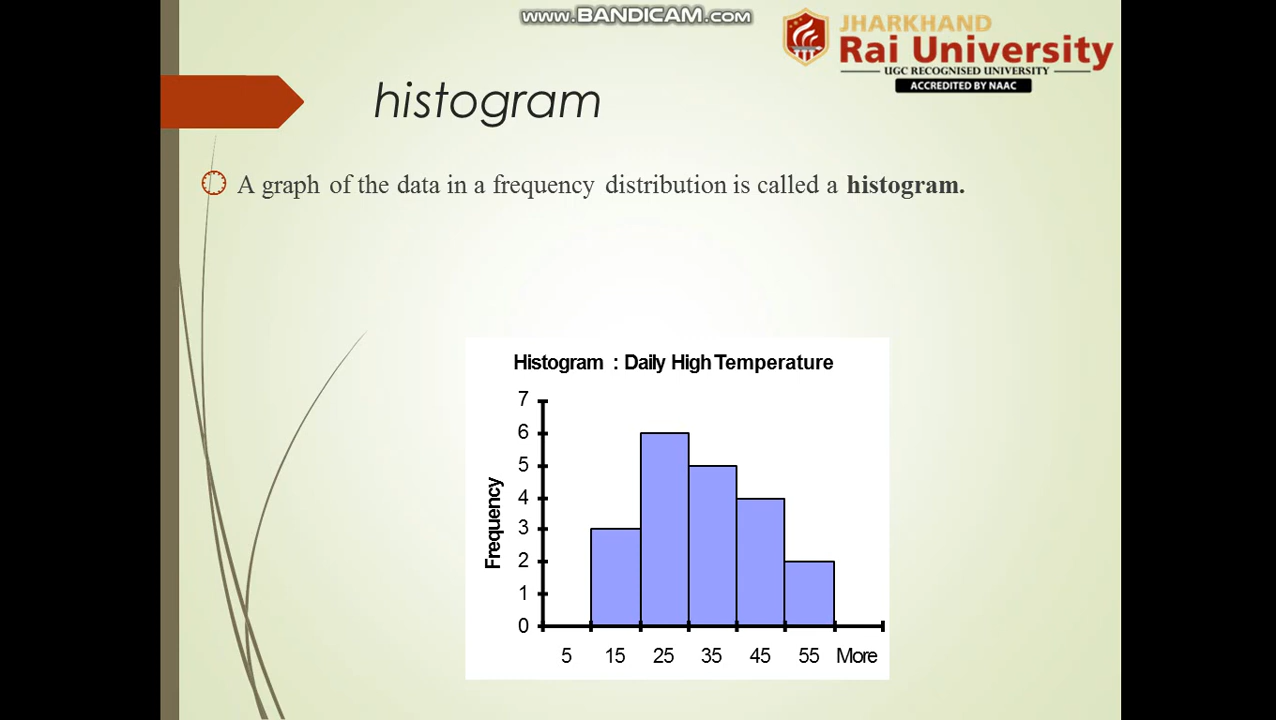 www.BANDICAM.com
JHARKHAND
Rai University
UGC RECOGNISED UNIVERSITY
ACCREDITED BY NAAC
histogram
A graph of the data in a frequency distribution is called a histogram.
Histogram : Daily High Temperature
7
6
5
4
3
2
1
0
Frequency
5 15 25 35 45 55 More